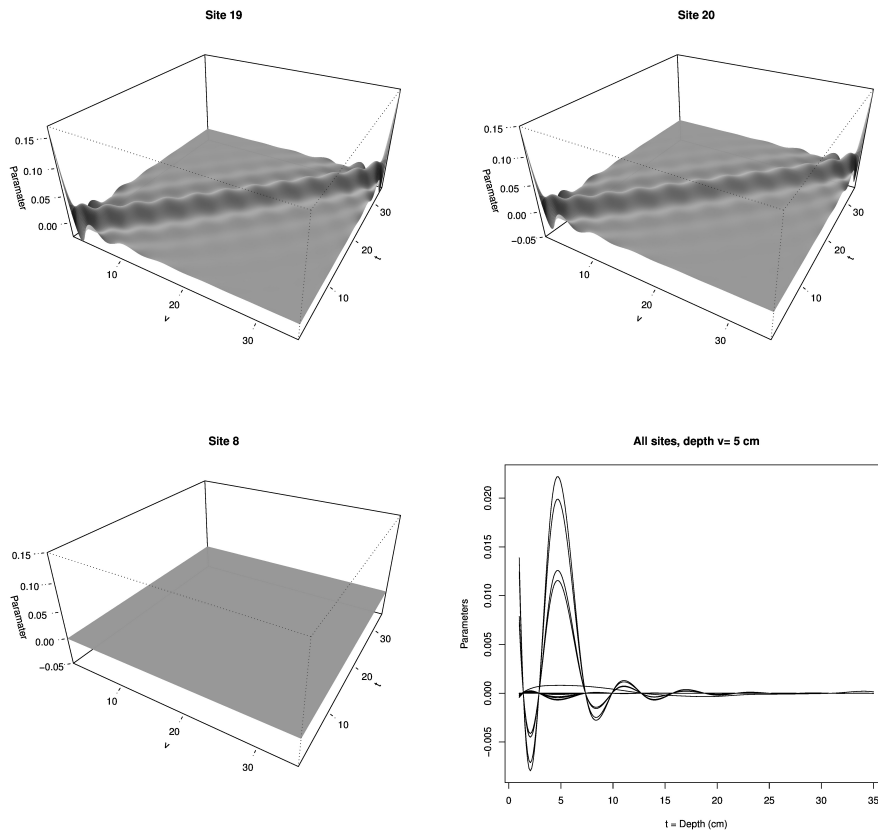 Site 19
0.15
0.10
0.05
0.00
Paramater
10
20
30
v
10
20
30
t
Site 20
0.15
0.10
0.05
0.00
−0.05
Paramater
10
20
30
v
10
20
30
t
Site 8
0.15
0.10
0.05
0.00
−0.05
Paramater
10
20
30
v
10
20
30
t
All sites, depth v= 5 cm
0.020
0.015
0.010
0.005
0.000
−0.005
Parameters
0 5 10 15 20 25 30 35
t = Depth (cm)